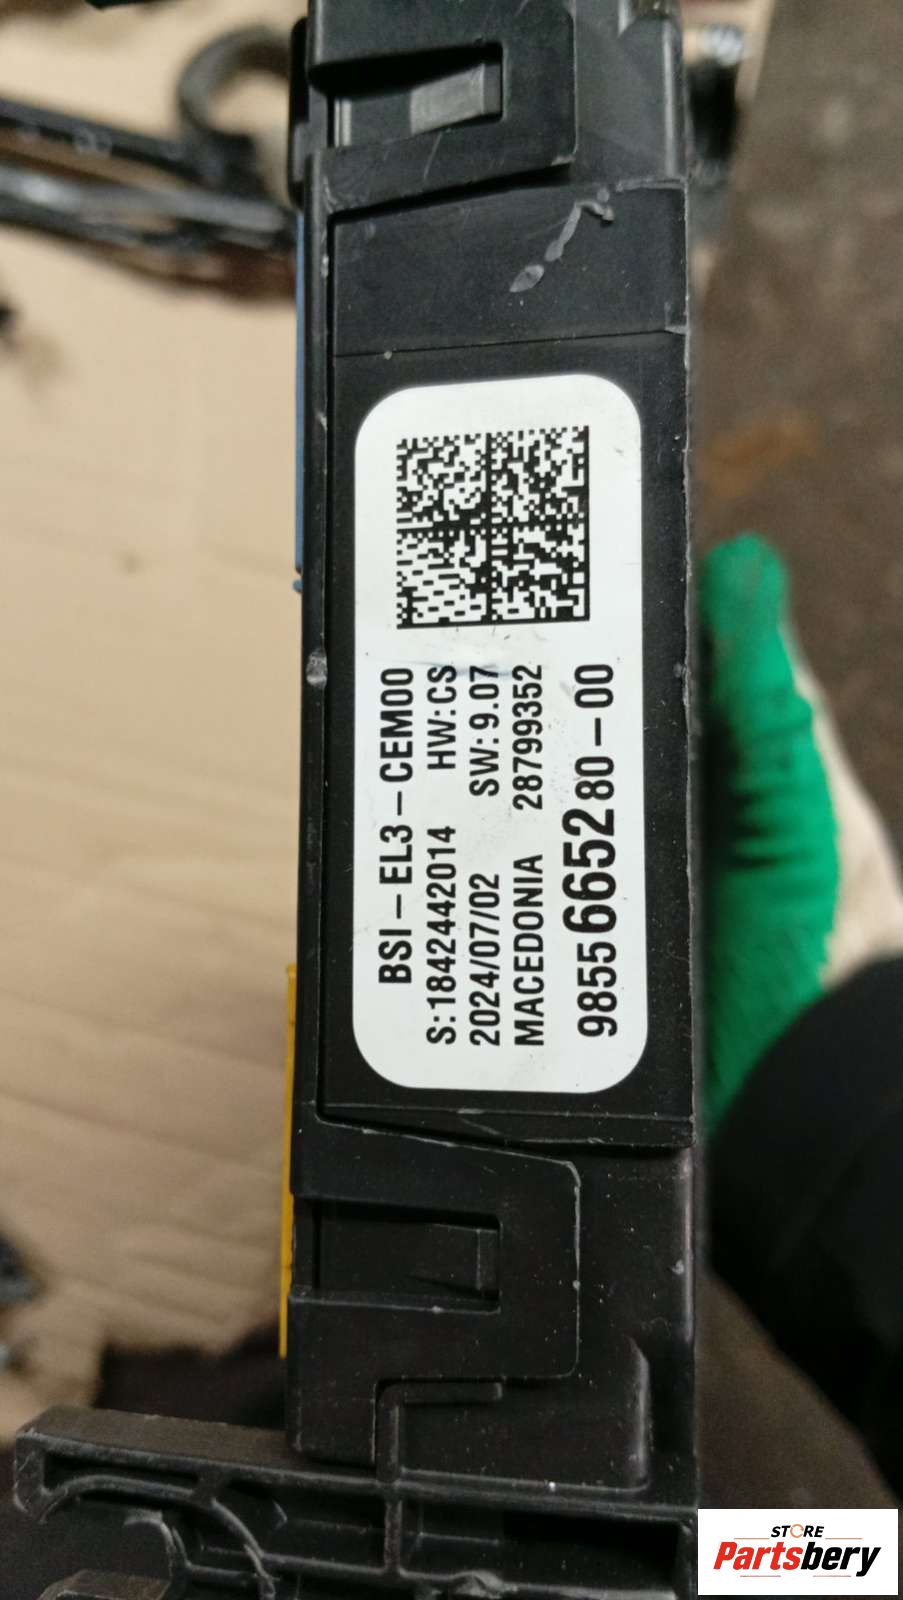 BSI-EL3-CEM00
S:1842442014 HW:CS
2024/07/02 SW:9.07
MACEDONIA 28799352
9855665280-00
STORE
Partsbery